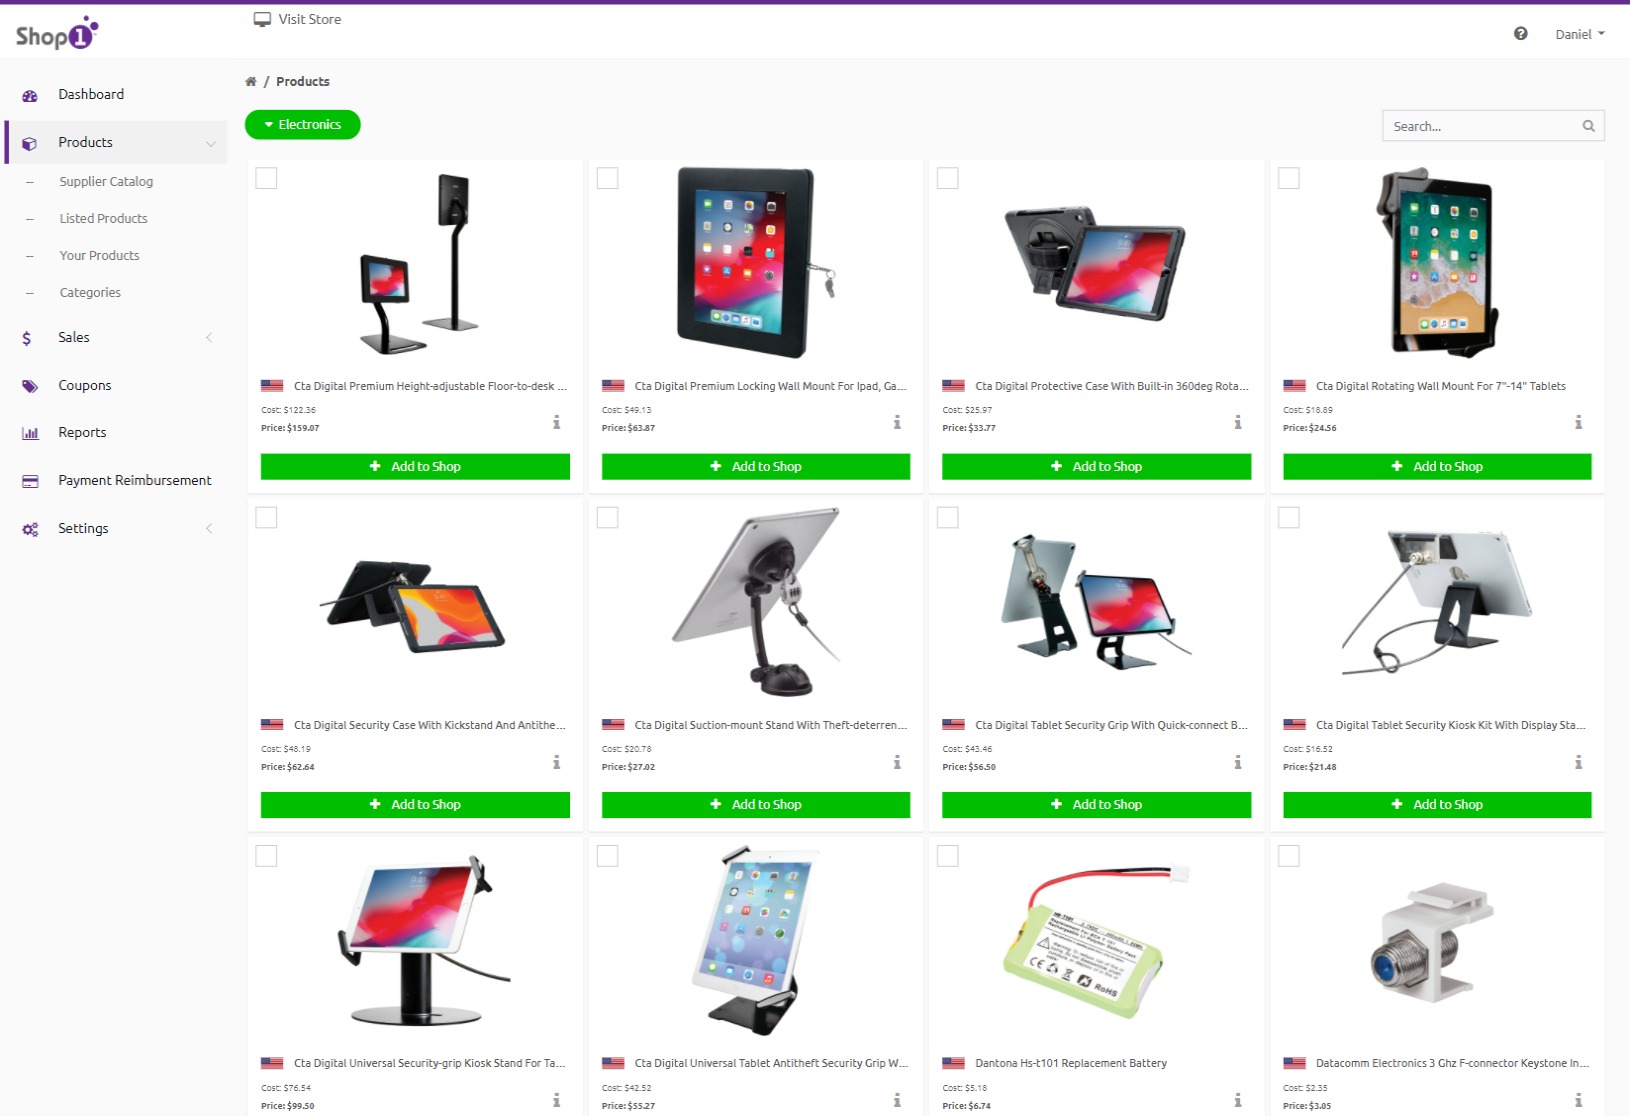 Shop1
Visit Store
Daniel
Dashboard
Products
Supplier Catalog
Listed Products
Your Products
Categories
Sales
Coupons
Reports
Payment Reimbursement
Settings
/ Products
Electronics
Search...
Cta Digital Premium Height-adjustable Floor-to-desk ...
Cost: $122.36
Price: $159.07
Add to Shop
Cta Digital Premium Locking Wall Mount For Ipad, Ga...
Cost: $49.13
Price: $63.87
Add to Shop
Cta Digital Protective Case With Built-in 360deg Rota...
Cost: $25.97
Price: $33.77
Add to Shop
Cta Digital Rotating Wall Mount For 7"-14" Tablets
Cost: $18.89
Price: $24.56
Add to Shop
Cta Digital Security Case With Kickstand And Antithe...
Cost: $48.19
Price: $62.64
Add to Shop
Cta Digital Suction-mount Stand With Theft-deterren...
Cost: $20.78
Price: $27.02
Add to Shop
Cta Digital Tablet Security Grip With Quick-connect B...
Cost: $43.46
Price: $56.50
Add to Shop
Cta Digital Tablet Security Kiosk Kit With Display Sta...
Cost: $16.52
Price: $21.48
Add to Shop
Cta Digital Universal Security-grip Kiosk Stand For Ta...
Cost: $76.54
Price: $99.50
Cta Digital Universal Tablet Antitheft Security Grip W...
Cost: $42.52
Price: $55.27
RoHS
Dantona Hs-t101 Replacement Battery
Cost: $5.18
Price: $6.74
Datacomm Electronics 3 Ghz F-connector Keystone In...
Cost: $2.35
Price: $3.05